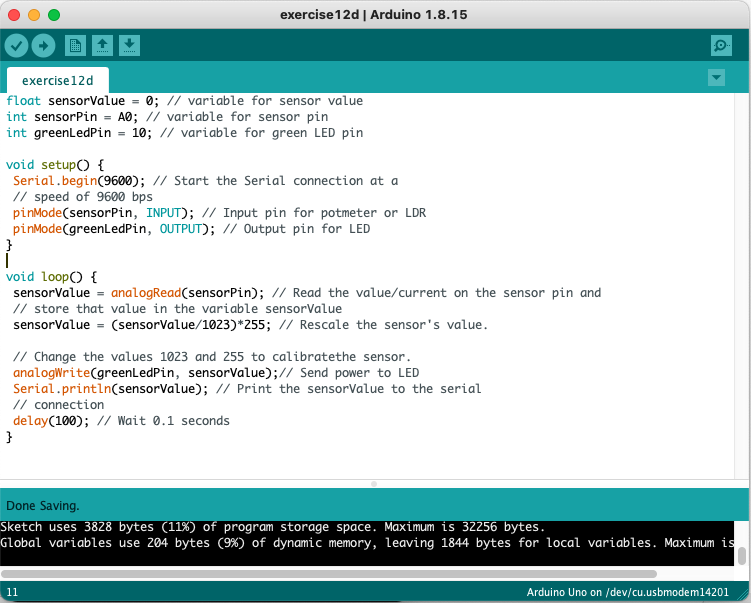 exercise12d | Arduino 1.8.15
exercise12d
float sensorValue = 0; // variable for sensor value
int sensorPin = A0; // variable for sensor pin
int greenLedPin = 10; // variable for green LED pin
void setup() {
Serial.begin(9600); // Start the Serial connection at a
// speed of 9600 bps
pinMode(sensorPin, INPUT); // Input pin for potmeter or LDR
pinMode(greenLedPin, OUTPUT); // Output pin for LED
}
void loop() {
sensorValue = analogRead(sensorPin); // Read the value/current on the sensor pin and
// store that value in the variable sensorValue
sensorValue = (sensorValue/1023)*255; // Rescale the sensor's value.
// Change the values 1023 and 255 to calibratethe sensor.
analogWrite(greenLedPin, sensorValue);// Send power to LED
Serial.println(sensorValue); // Print the sensorValue to the serial
// connection
delay(100); // Wait 0.1 seconds
}
Done Saving.
Sketch uses 3828 bytes (11%) of program storage space. Maximum is 32256 bytes.
Global variables use 204 bytes (9%) of dynamic memory, leaving 1844 bytes for local variables. Maximum is
11 Arduino Uno on /dev/cu.usbmodem14201